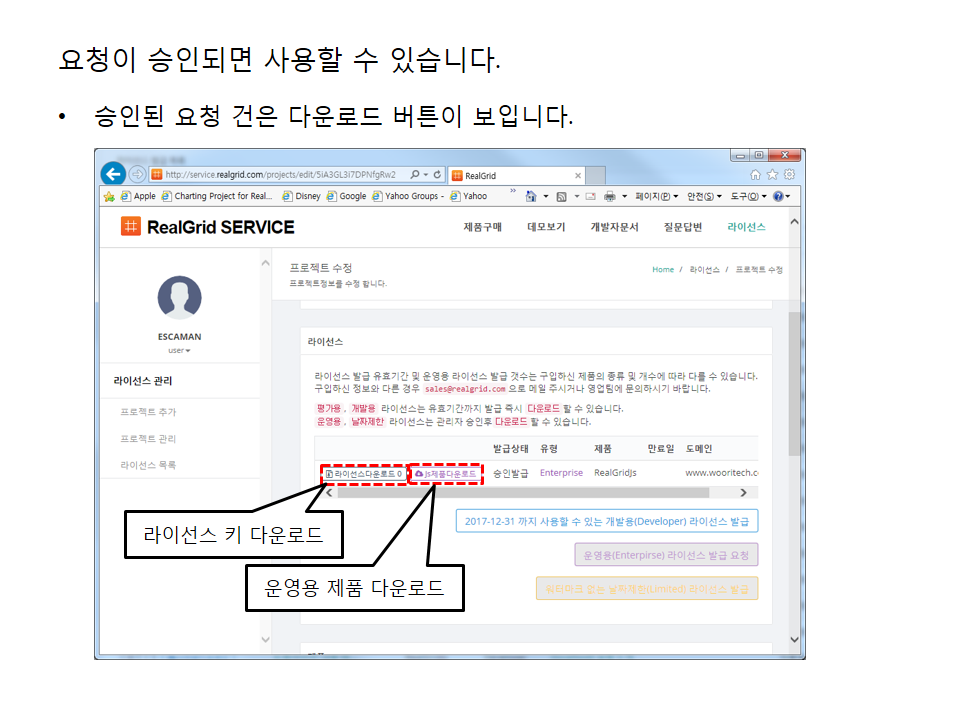 요청이 승인되면 사용할 수 있습니다.
• 승인된 요청 건은 다운로드 버튼이 보입니다.
http://service.realgrid.com/projects/edit/5IA3GL3i7DPNfgRw2
RealGrid
Apple
Charting Project for Real...
Disney
Google
Yahoo Groups -
Yahoo
»
페이지(P)
안전(S)
도구(O)
RealGrid SERVICE
제품구매
데모보기
개발자문서
질문답변
라이선스
ESCAMAN
user
라이선스 관리
프로젝트 추가
프로젝트 관리
라이선스 목록
프로젝트 수정
프로젝트정보를 수정 합니다.
Home / 라이선스 / 프로젝트 수정
라이선스
라이선스 발급 유효기간 및 운영용 라이선스 발급 갯수는 구입하신 제품의 종류 및 개수에 따라 다를 수 있습니다.
구입하신 정보와 다른 경우 sales@realgrid.com 으로 메일 주시거나 영업팀에 문의하시기 바랍니다.
평가용, 개발용 라이선스는 유효기간까지 발급 즉시 다운로드 할 수 있습니다.
운영용, 날짜제한 라이선스는 관리자 승인후 다운로드 할 수 있습니다.
발급상태 유형 제품 만료일 도메인
라이선스다운로드 0 Js제품다운로드 승인발급 Enterprise RealGridJs www.wooritech.co
2017-12-31 까지 사용할 수 있는 개발용(Developer) 라이선스 발급
운영용(Enterpirse) 라이선스 발급 요청
워터마크 없는 날짜제한(Limited) 라이선스 발급
라이선스 키 다운로드
운영용 제품 다운로드